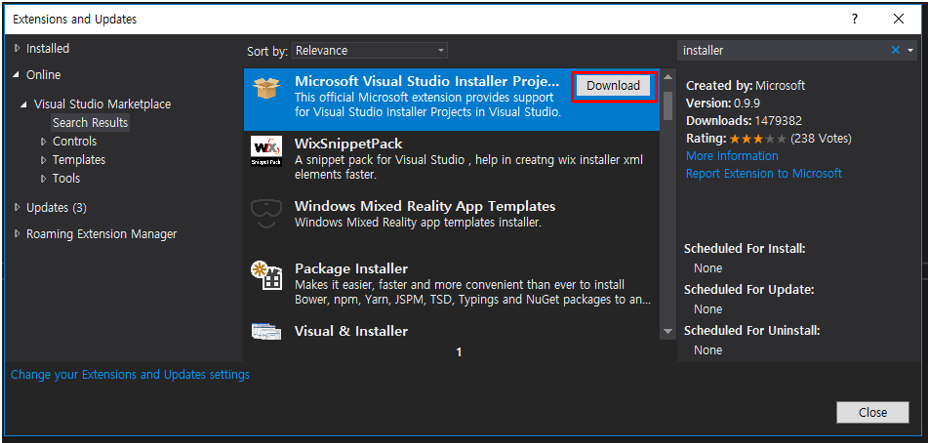 Extensions and Updates
? ✕
Installed
Online
Visual Studio Marketplace
Search Results
Controls
Templates
Tools
Updates (3)
Roaming Extension Manager
Sort by: Relevance
Microsoft Visual Studio Installer Proje...
Download
This official Microsoft extension provides support
for Visual Studio Installer Projects in Visual Studio.
WiX
Snippet Pack
WixSnippetPack
A snippet pack for Visual Studio , help in creatng wix installer xml
elements faster.
Windows Mixed Reality App Templates
Windows Mixed Reality app templates installer.
Package Installer
Makes it easier, faster and more convenient than ever to install
Bower, npm, Yarn, JSPM, TSD, Typings and NuGet packages to an...
Visual & Installer
1
installer
Created by: Microsoft
Version: 0.9.9
Downloads: 1479382
Rating: ★★★★★ (238 Votes)
More Information
Report Extension to Microsoft
Scheduled For Install:
None
Scheduled For Update:
None
Scheduled For Uninstall:
None
Change your Extensions and Updates settings
Close